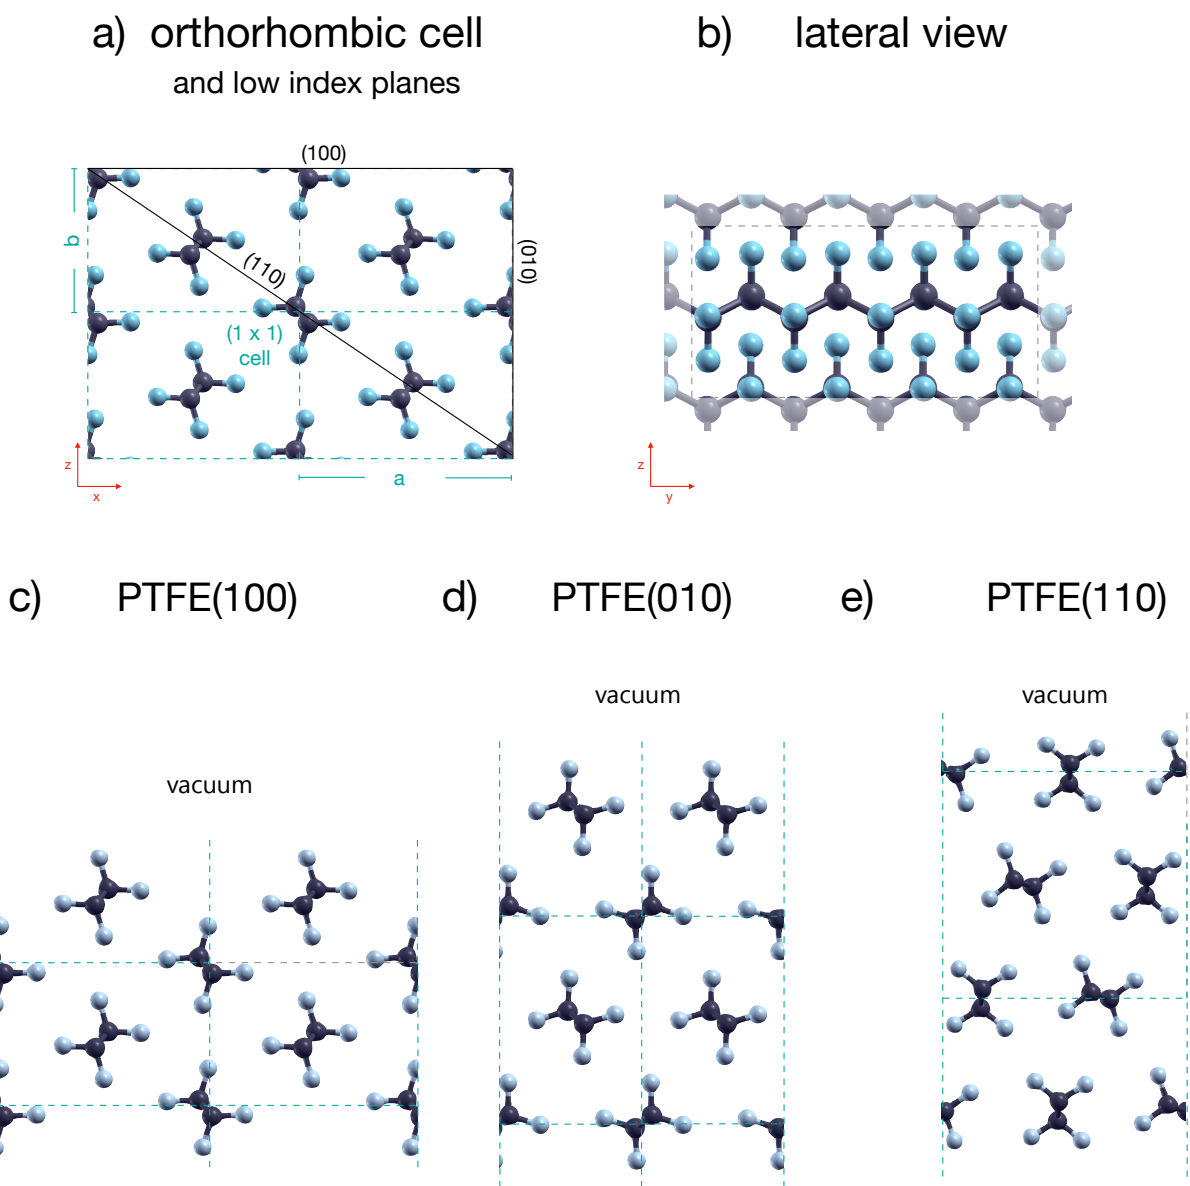 a) orthorhombic cell
and low index planes
b) lateral view
(100)
b
(110)
(010)
(1 x 1)
cell
z
x
a
z
y
c) PTFE(100)
d) PTFE(010)
e) PTFE(110)
vacuum
vacuum
vacuum